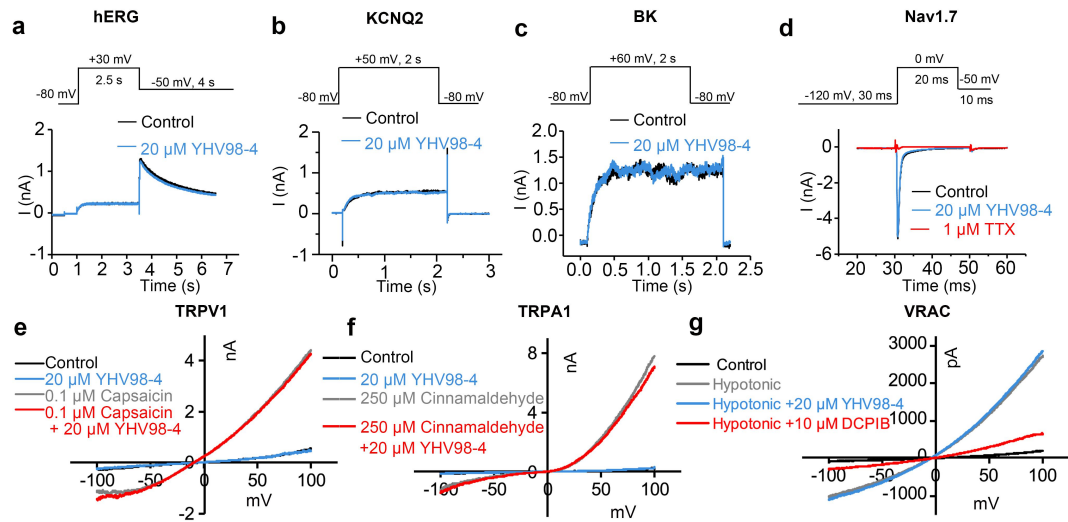 a
hERG
+30 mV
2.5 s
-50 mV, 4 s
-80 mV
Control
20 µM YHV98-4
2
1
0
-1
I (nA)
0 1 2 3 4 5 6 7
Time (s)
b
KCNQ2
+50 mV, 2 s
-80 mV
-80 mV
Control
20 µM YHV98-4
2
1
0
-1
I (nA)
0 1 2 3
Time (s)
c
BK
+60 mV, 2 s
-80 mV
-80 mV
Control
20 µM YHV98-4
1.5
1.0
0.5
0.0
I (nA)
0.0 0.5 1.0 1.5 2.0 2.5
Time (s)
d
Nav1.7
0 mV
20 ms
-50 mV
10 ms
-120 mV, 30 ms
0
-2
-4
-6
I (nA)
Control
20 µM YHV98-4
1 µM TTX
20 30 40 50 60
Time (ms)
e
TRPV1
Control
20 µM YHV98-4
0.1 µM Capsaicin
0.1 µM Capsaicin
+ 20 µM YHV98-4
nA
4
2
-2
-100 -50 0 50 100
mV
f
TRPA1
Control
20 µM YHV98-4
250 µM Cinnamaldehyde
250 µM Cinnamaldehyde
+20 µM YHV98-4
nA
8
4
-100 -50 0 50 100
mV
g
VRAC
Control
Hypotonic
Hypotonic +20 µM YHV98-4
Hypotonic +10 µM DCPIB
pA
3000
2000
1000
-1000
-100 -50 0 50 100
mV